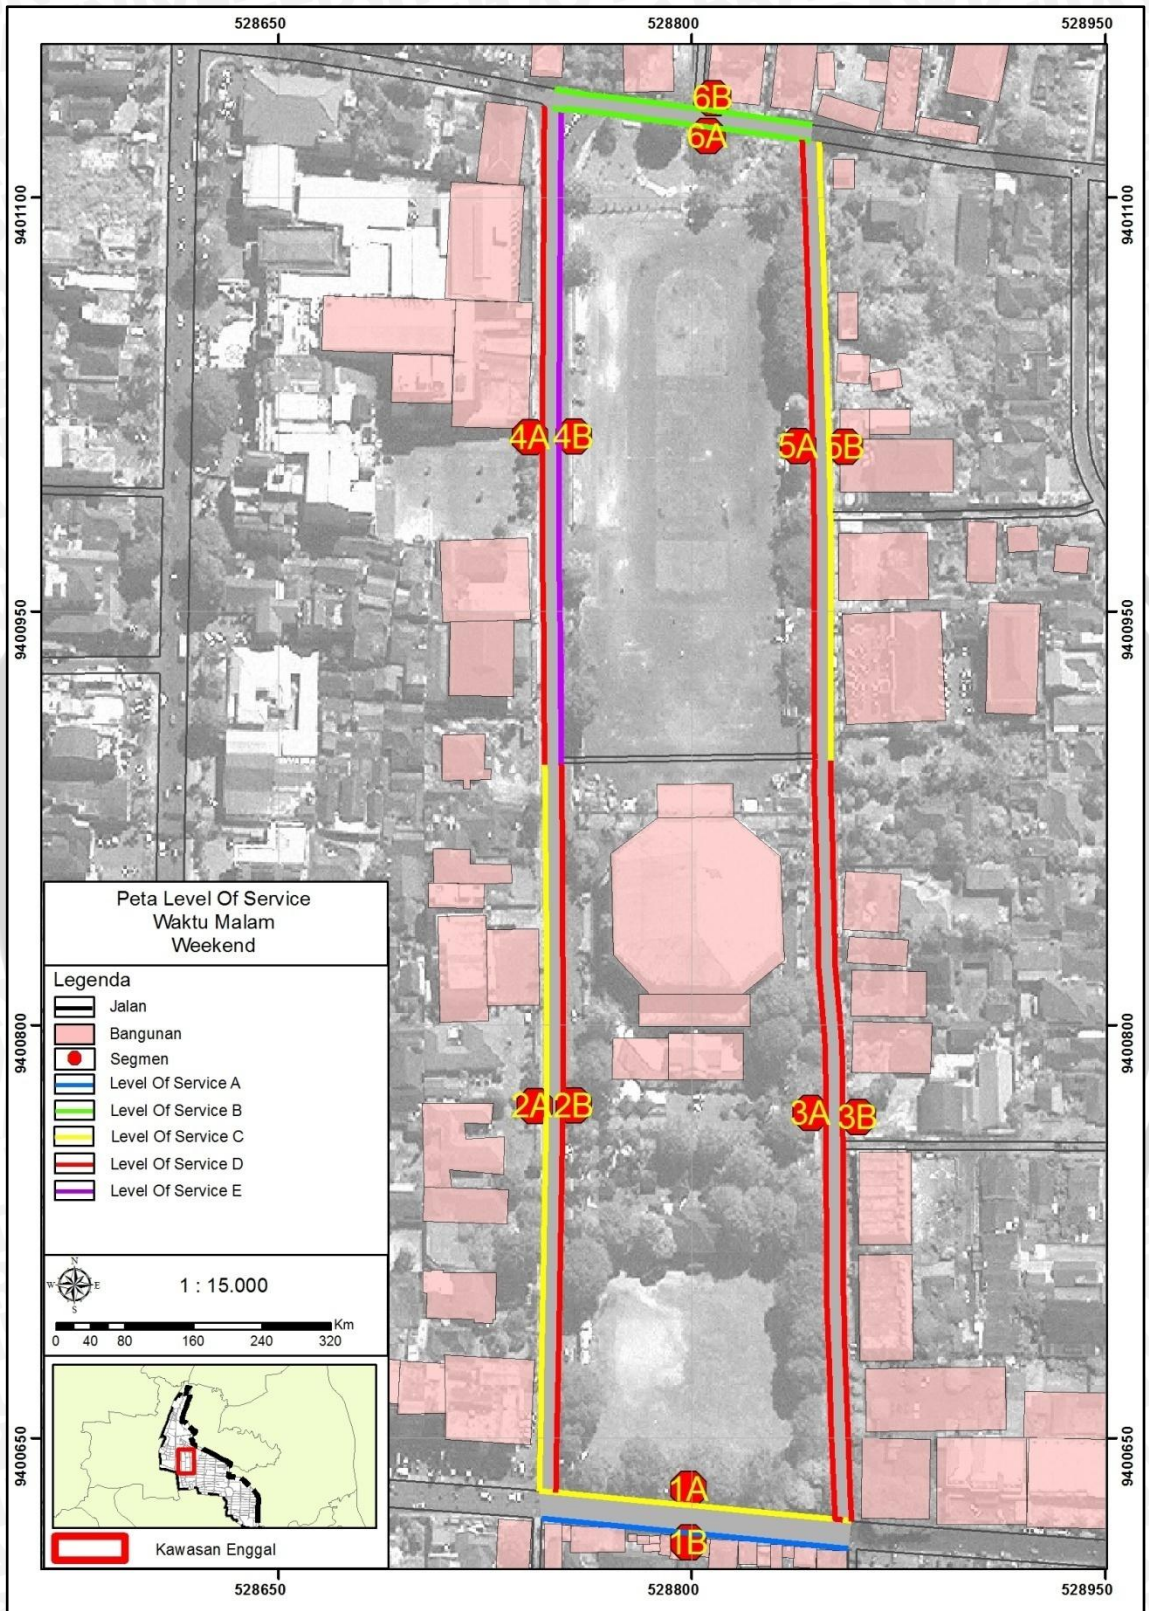 528650 528800 528950
6B
6A
9401100 9401100
4A 4B 5A 5B
9400950 9400950
Peta Level Of Service
Waktu Malam
Weekend
Legenda
Jalan
Bangunan
Segmen
Level Of Service A
Level Of Service B
Level Of Service C
Level Of Service D
Level Of Service E
9400800 9400800
2A 2B 3A 3B
N
W E
S
1 : 15.000
Km
0 40 80 160 240 320
9400650 9400650
1A
1B
Kawasan Enggal
528650 528800 528950